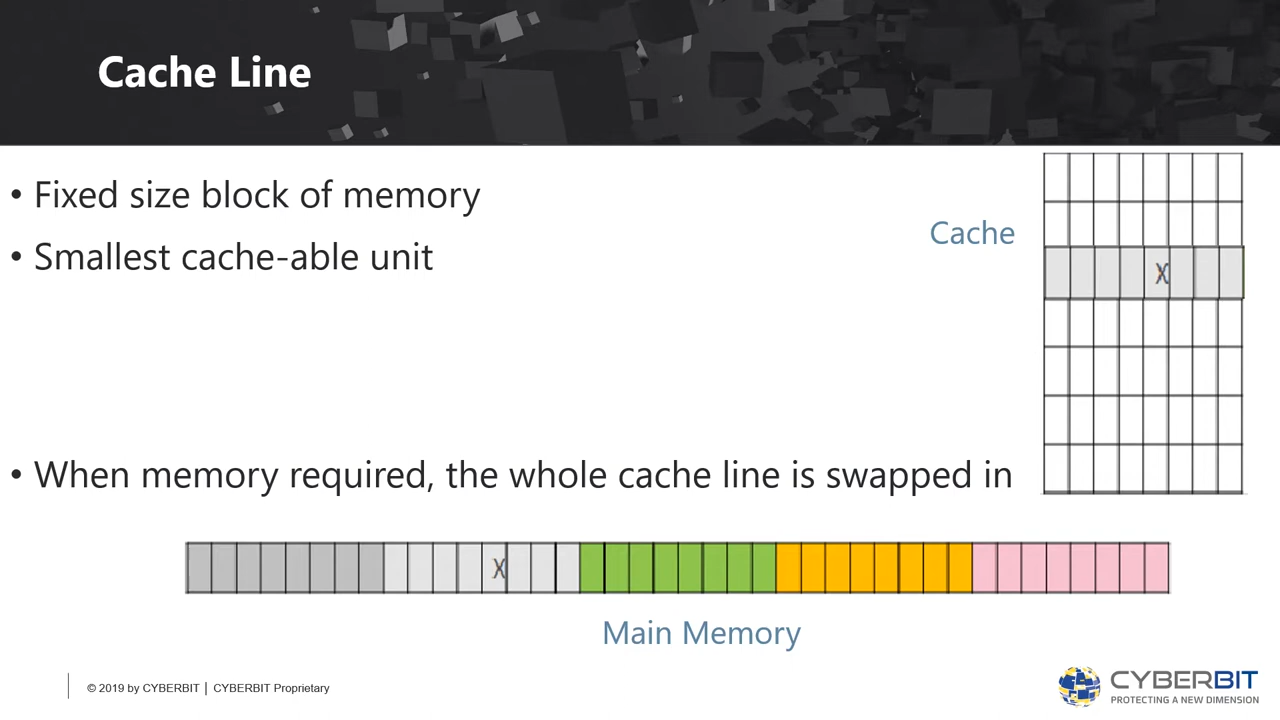 Cache Line
• Fixed size block of memory
Cache
• Smallest cache-able unit
X
• When memory required, the whole cache line is swapped in
X
Main Memory
© 2019 by CYBERBIT | CYBERBIT Proprietary
CYBERBIT
PROTECTING A NEW DIMENSION